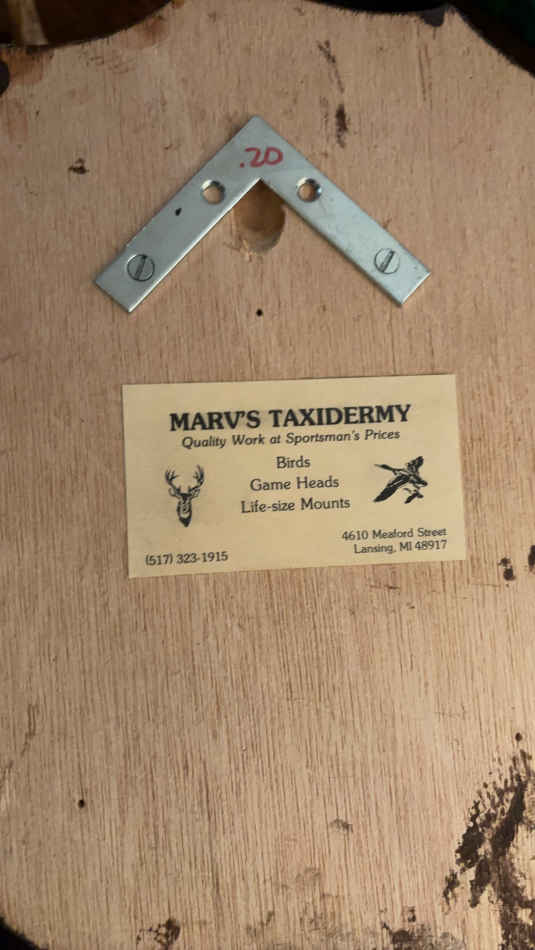 .20
MARV'S TAXIDERMY
Quality Work at Sportsman's Prices
Birds
Game Heads
Life-size Mounts
(517) 323-1915
4610 Meaford Street
Lansing, MI 48917